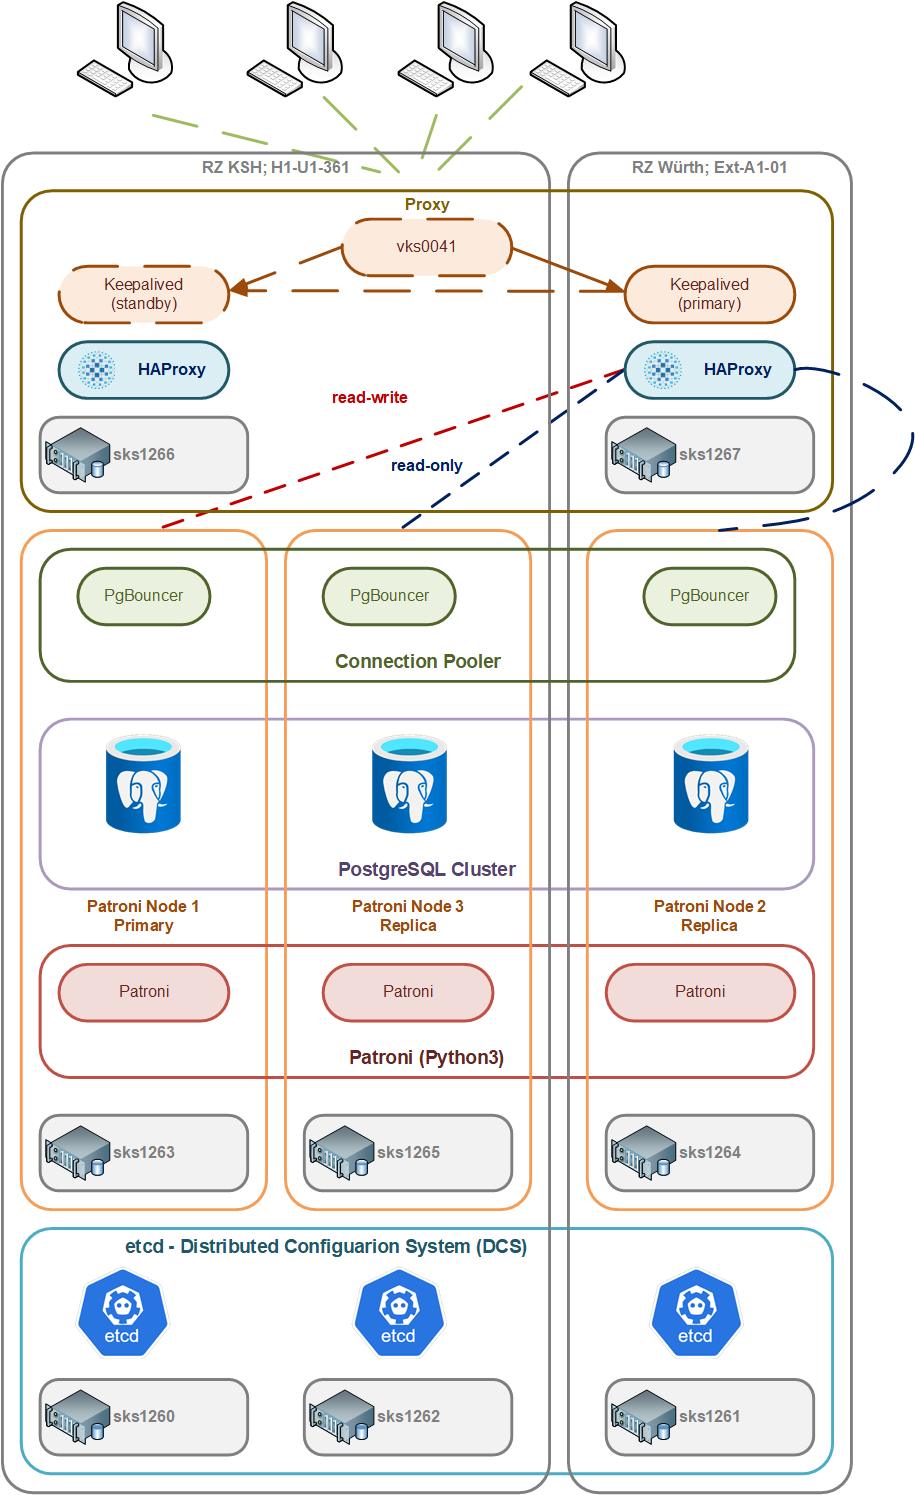 RZ KSH; H1-U1-361
RZ Würth; Ext-A1-01
Proxy
vks0041
Keepalived
(standby)
Keepalived
(primary)
HAProxy
HAProxy
read-write
sks1266
read-only
sks1267
PgBouncer
PgBouncer
PgBouncer
Connection Pooler
PostgreSQL Cluster
Patroni Node 1
Primary
Patroni Node 3
Replica
Patroni Node 2
Replica
Patroni
Patroni
Patroni
Patroni (Python3)
sks1263
sks1265
sks1264
etcd - Distributed Configuarion System (DCS)
etcd
etcd
etcd
sks1260
sks1262
sks1261